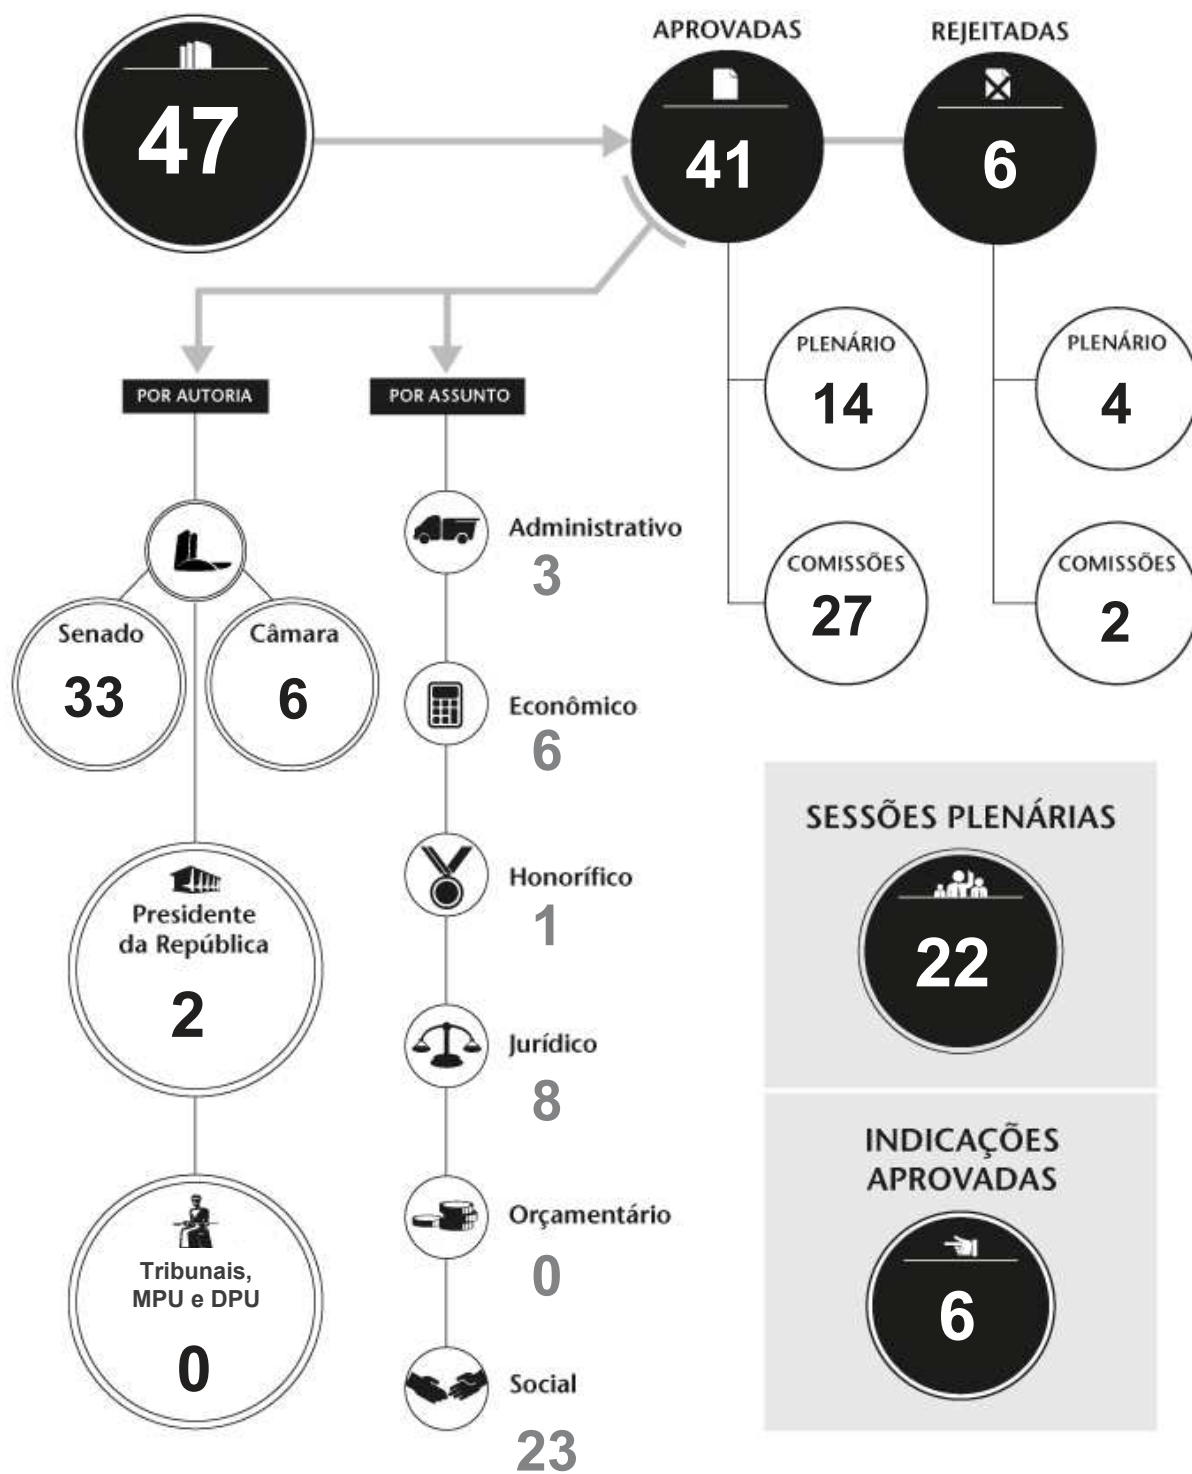 47
APROVADAS
41
REJEITADAS
6
PLENÁRIO
14
COMISSÕES
27
PLENÁRIO
4
COMISSÕES
2
POR AUTORIA
Senado
33
Câmara
6
Presidente
da República
2
Tribunais,
MPU e DPU
0
POR ASSUNTO
Administrativo
3
Econômico
6
Honorífico
1
Jurídico
8
Orçamentário
0
Social
23
SESSÕES PLENÁRIAS
22
INDICAÇÕES
APROVADAS
6